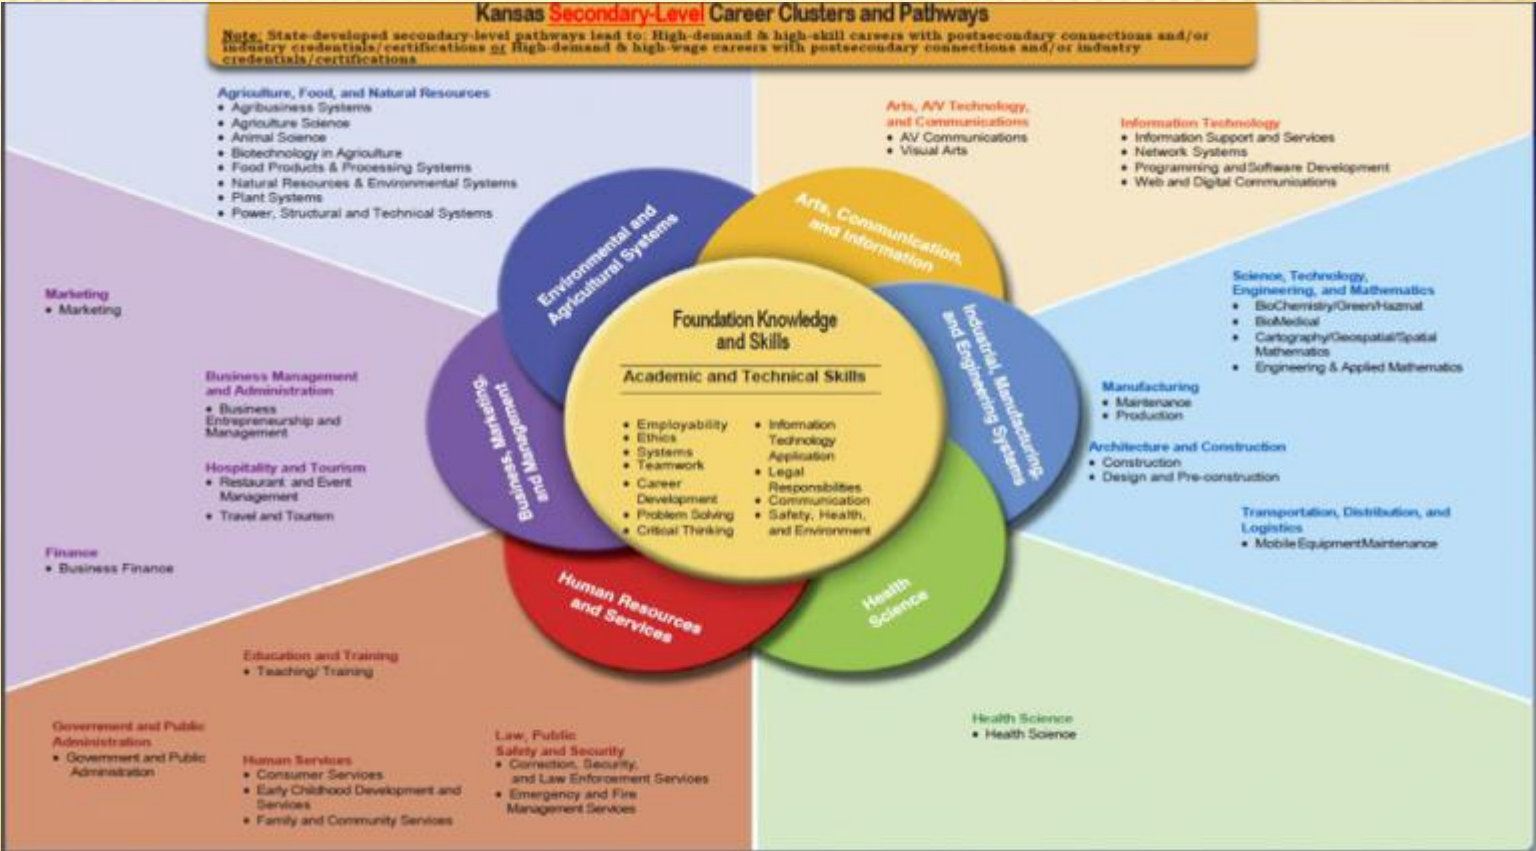 Kansas Secondary-Level Career Clusters and Pathways
Note: State-developed secondary-level pathways lead to: High-demand & high-skill careers with postsecondary connections and/or
industry credentials/certifications or High-demand & high-wage careers with postsecondary connections and/or industry
credentials/certifications
Agriculture, Food, and Natural Resources
• Agribusiness Systems
• Agriculture Science
• Animal Science
• Biotechnology in Agriculture
• Food Products & Processing Systems
• Natural Resources & Environmental Systems
• Plant Systems
• Power, Structural and Technical Systems
Arts, A/V Technology,
and Communications
• AV Communications
• Visual Arts
Information Technology
• Information Support and Services
• Network Systems
• Programming and Software Development
• Web and Digital Communications
Marketing
• Marketing
Business Management
and Administration
• Business
Entrepreneurship and
Management
Hospitality and Tourism
• Restaurant and Event
Management
• Travel and Tourism
Finance
• Business Finance
Environmental and
Agricultural Systems
Arts, Communication,
and Information
Business, Marketing,
and Management
Industrial, Manufacturing,
and Engineering Systems
Human Resources
and Services
Health
Science
Foundation Knowledge
and Skills
Academic and Technical Skills
• Employability
• Ethics
• Systems
• Teamwork
• Career
Development
• Problem Solving
• Critical Thinking
• Information
Technology
Application
• Legal
Responsibilities
• Communication
• Safety, Health,
and Environment
Science, Technology,
Engineering, and Mathematics
• BioChemistry/Green/Hazmat
• BioMedical
• Cartography/Geospatial/Spatial
Mathematics
• Engineering & Applied Mathematics
Manufacturing
• Maintenance
• Production
Architecture and Construction
• Construction
• Design and Pre-construction
Transportation, Distribution, and
Logistics
• Mobile Equipment Maintenance
Education and Training
• Teaching/ Training
Government and Public
Administration
• Government and Public
Administration
Human Services
• Consumer Services
• Early Childhood Development and
Services
• Family and Community Services
Law, Public
Safety and Security
• Correction, Security,
and Law Enforcement Services
• Emergency and Fire
Management Services
Health Science
• Health Science